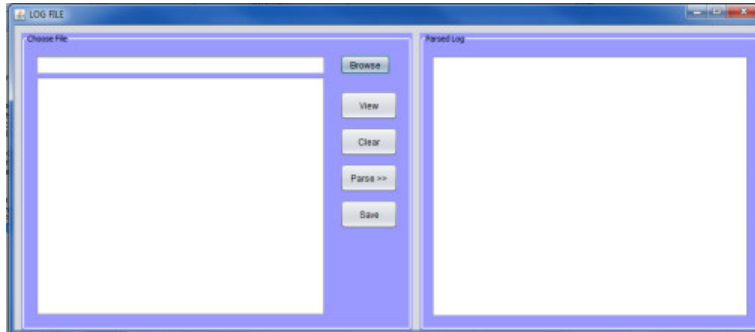 LOG FILE
Choose File
Parsed Log
Browse
View
Clear
Parse >>
Save